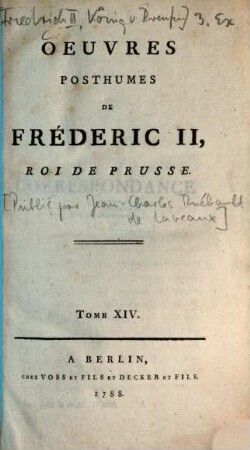 [Friedrich II, König v. Preußen] 3. Ex
OEUVRES
POSTHUMES
DE
FRÉDERIC II,
ROI DE PRUSSE.
[Publié par Jean-Charles Thiébault
de Laveaux]
TOME XIV.
A BERLIN,
CHEZ VOSS ET FILS ET DECKER ET FILS.
1788.